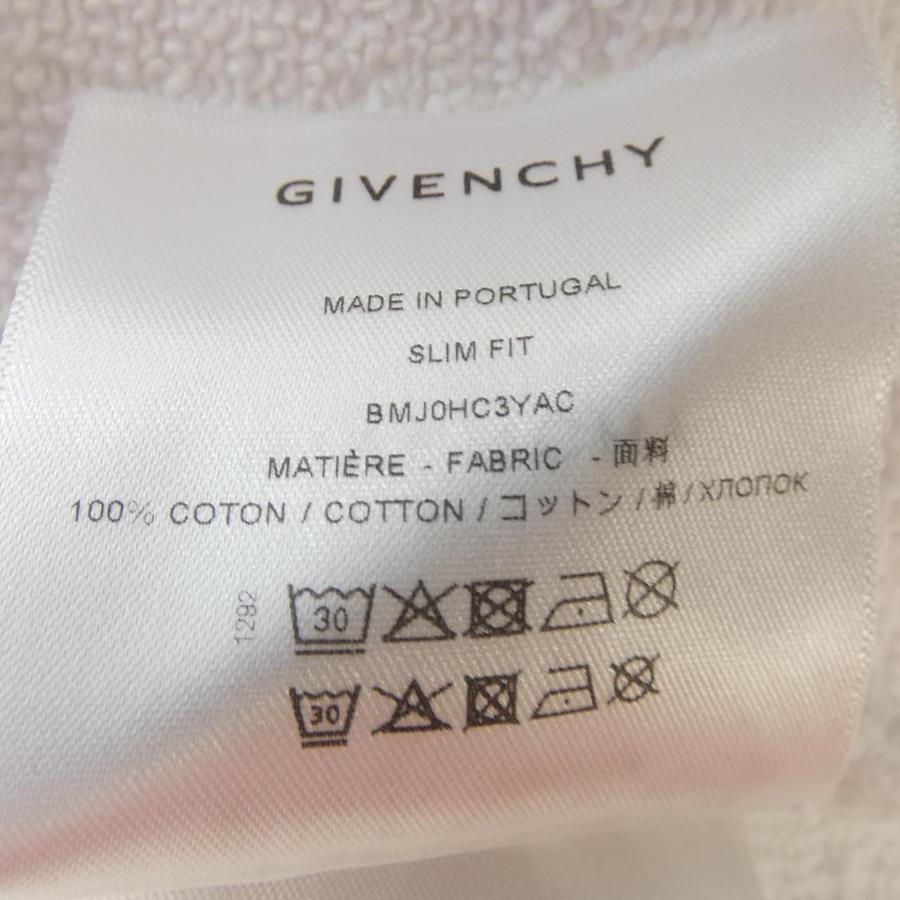 GIVENCHY
MADE IN PORTUGAL
SLIM FIT
BMJ0HC3YAC
MATIÈRE - FABRIC - 面料
100% COTON / COTTON / コットン / 棉 / ХЛОПОК
1292
30
30